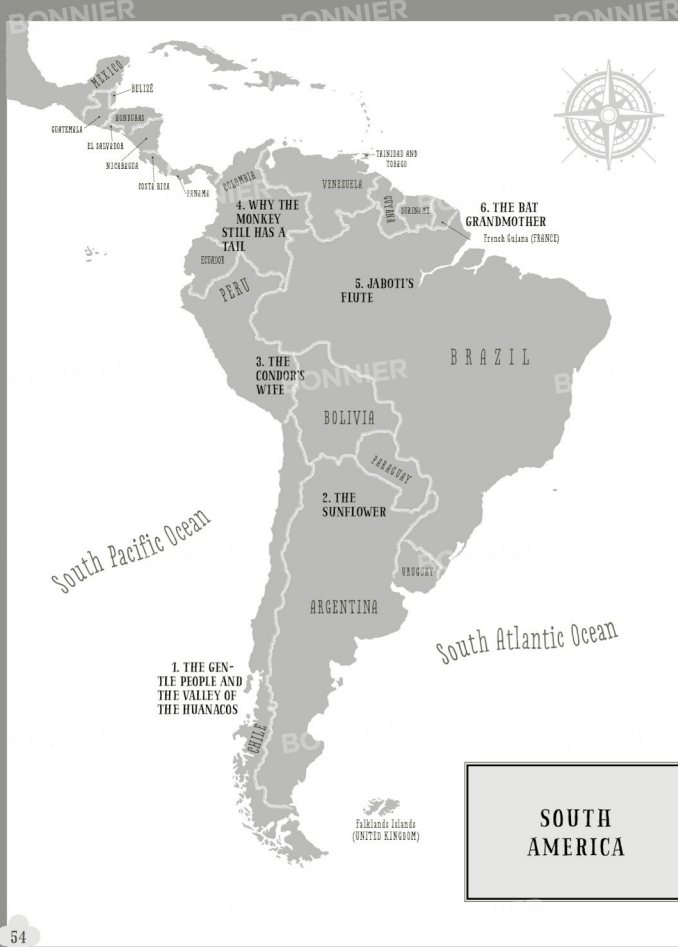 BONNIER BONNIER BONNIER
MEXICO
BELIZE
GUATEMALA
HONDURAS
EL SALVADOR
NICARAGUA
COSTA RICA
PANAMA
TRINIDAD AND
TOBAGO
COLOMBIA
VENEZUELA
GUYANA
SURINAME
4. WHY THE
MONKEY
STILL HAS A
TAIL
6. THE BAT
GRANDMOTHER
French Guiana (FRANCE)
ECUADOR
PERU
5. JABOTI'S
FLUTE
BRAZIL
3. THE
CONDOR'S
WIFE
BONNIER
BOLIVIA
PARAGUAY
2. THE
SUNFLOWER
South Pacific Ocean
URUGUAY
ARGENTINA
South Atlantic Ocean
1. THE GEN-
TLE PEOPLE AND
THE VALLEY OF
THE HUANACOS
CHILE
Falklands Islands
(UNITED KINGDOM)
SOUTH
AMERICA
54